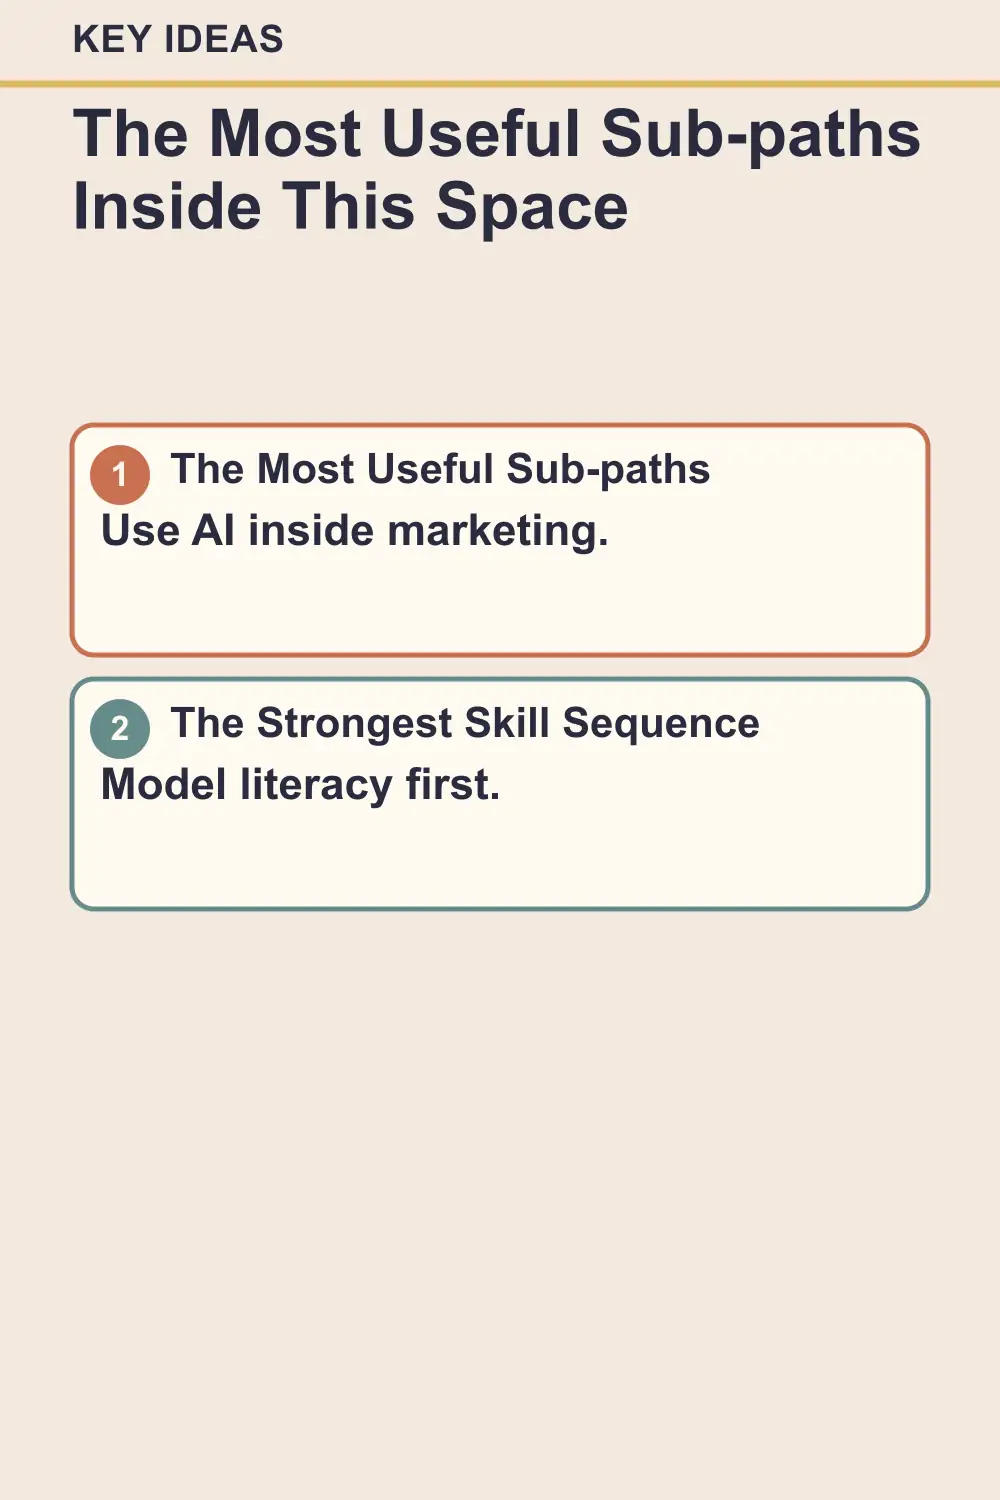 KEY IDEAS
The Most Useful Sub-paths
Inside This Space
1 The Most Useful Sub-paths
Use AI inside marketing.
2 The Strongest Skill Sequence
Model literacy first.